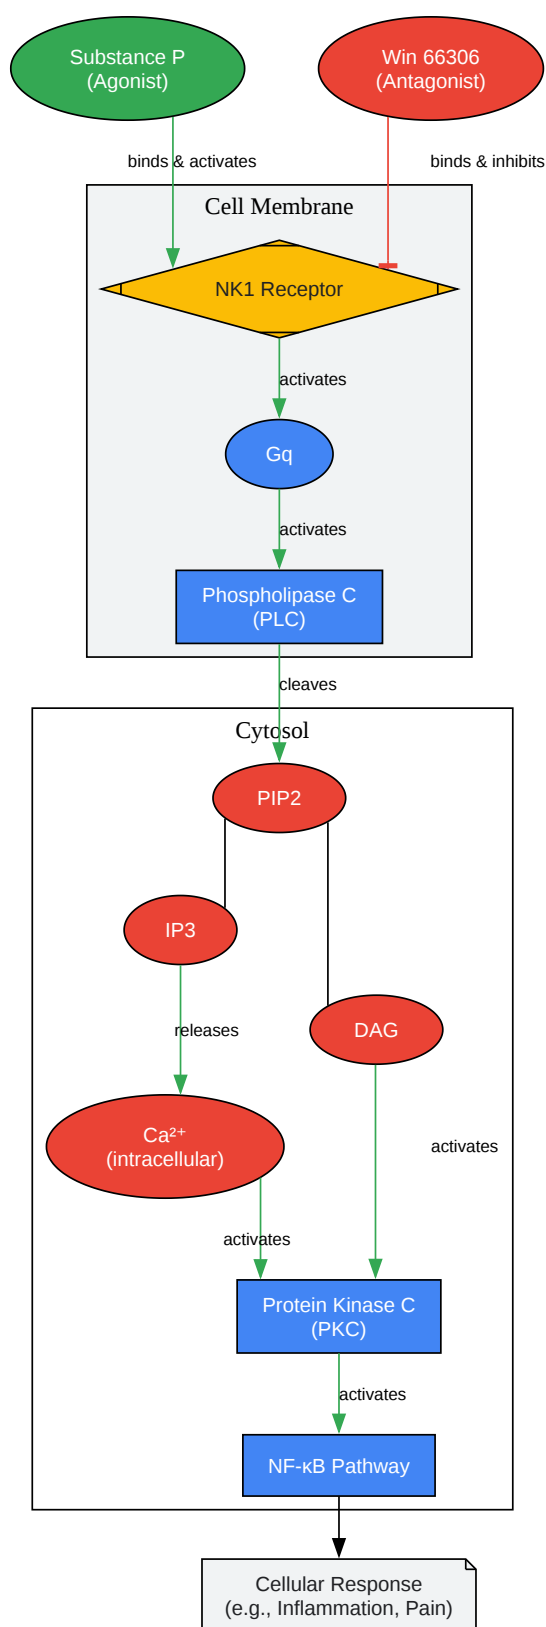 Substance P
(Agonist)
Win 66306
(Antagonist)
binds & activates
binds & inhibits
Cell Membrane
NK1 Receptor
activates
Gq
activates
Phospholipase C
(PLC)
cleaves
Cytosol
PIP2
IP3
releases
DAG
Ca²⁺
(intracellular)
activates
activates
Protein Kinase C
(PKC)
activates
NF-κB Pathway
Cellular Response
(e.g., Inflammation, Pain)